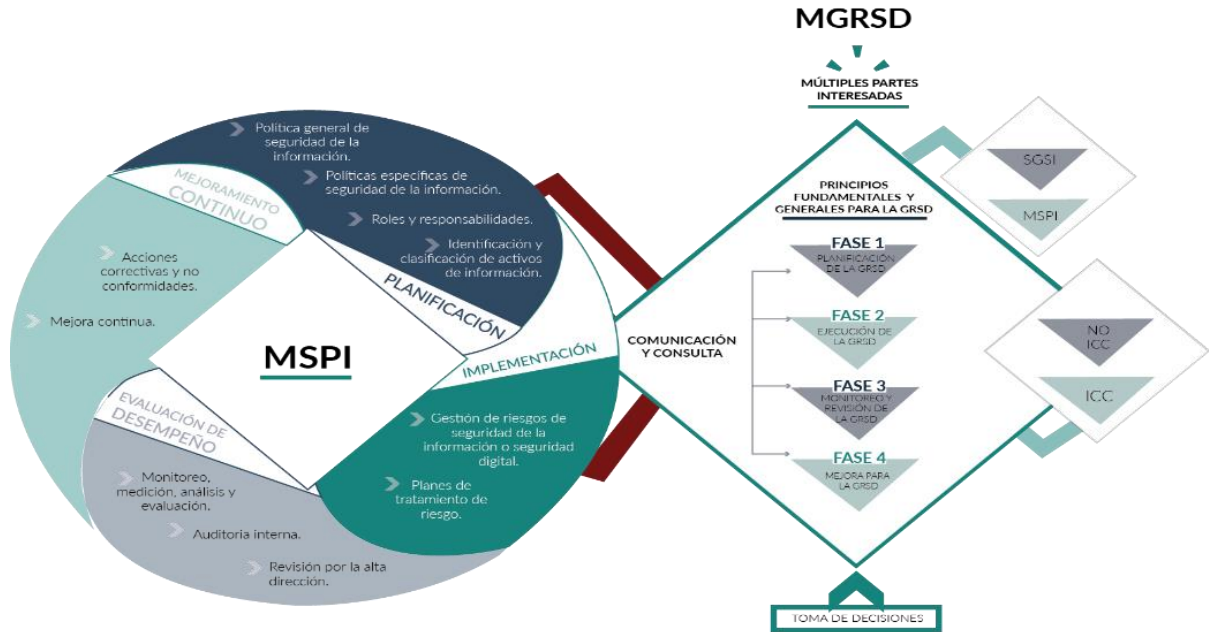 MGRSD
MÚLTIPLES PARTES
INTERESADAS
Política general de
seguridad de la
información.
Políticas específicas de
seguridad de la información.
Roles y responsabilidades.
Identificación y
clasificación de activos
de información.
MEJORAMIENTO
CONTINUO
PLANIFICACIÓN
Acciones
correctivas y no
conformidades.
Mejora continua.
MSPI
IMPLEMENTACIÓN
EVALUACIÓN DE
DESEMPEÑO
Gestión de riesgos de
seguridad de la
información o seguridad
digital.
Planes de
tratamiento de
riesgo.
Monitoreo,
medición, análisis y
evaluación.
Auditoria interna.
Revisión por la alta
dirección.
COMUNICACIÓN
Y CONSULTA
PRINCIPIOS
FUNDAMENTALES Y
GENERALES PARA LA GRSD
FASE 1
PLANIFICACIÓN
DE LA GRSD
FASE 2
EJECUCIÓN DE
LA GRSD
FASE 3
MONITOREO Y
REVISIÓN DE
LA GRSD
FASE 4
MEJORA PARA
LA GRSD
SGSI
MSPI
NO
ICC
ICC
TOMA DE DECISIONES